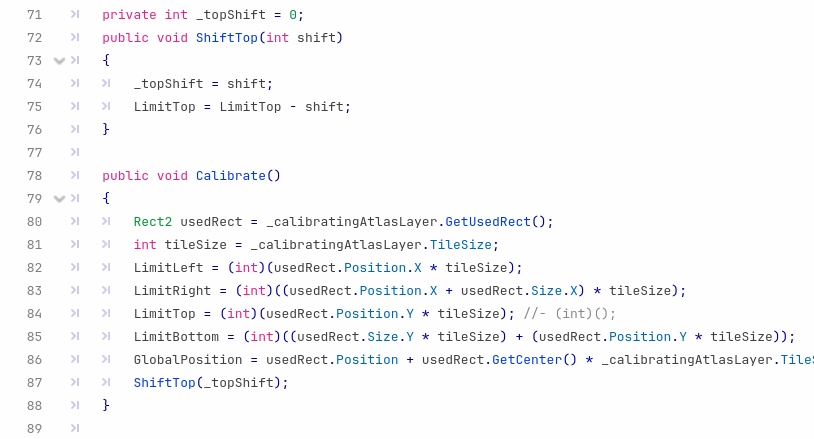 71 private int _topShift = 0;
72 public void ShiftTop(int shift)
73 {
74 _topShift = shift;
75 LimitTop = LimitTop - shift;
76 }
77
78 public void Calibrate()
79 {
80 Rect2 usedRect = _calibratingAtlasLayer.GetUsedRect();
81 int tileSize = _calibratingAtlasLayer.TileSize;
82 LimitLeft = (int)(usedRect.Position.X * tileSize);
83 LimitRight = (int)((usedRect.Position.X + usedRect.Size.X) * tileSize);
84 LimitTop = (int)(usedRect.Position.Y * tileSize); //- (int)();
85 LimitBottom = (int)((usedRect.Size.Y * tileSize) + (usedRect.Position.Y * tileSize));
86 GlobalPosition = usedRect.Position + usedRect.GetCenter() * _calibratingAtlasLayer.Tile
87 ShiftTop(_topShift);
88 }
89